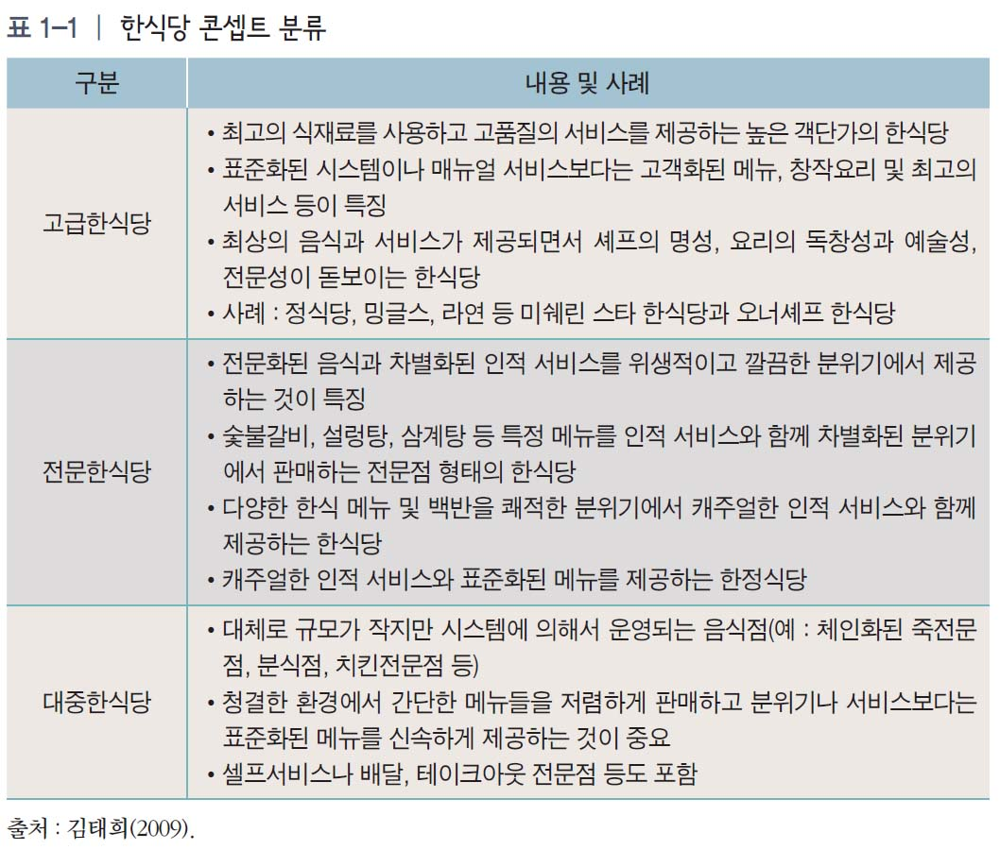 표 1-1 | 한식당 콘셉트 분류
구분
내용 및 사례
고급한식당
• 최고의 식재료를 사용하고 고품질의 서비스를 제공하는 높은 객단가의 한식당
• 표준화된 시스템이나 매뉴얼 서비스보다는 고객화된 메뉴, 창작요리 및 최고의
서비스 등이 특징
• 최상의 음식과 서비스가 제공되면서 셰프의 명성, 요리의 독창성과 예술성,
전문성이 돋보이는 한식당
• 사례 : 정식당, 밍글스, 라연 등 미쉐린 스타 한식당과 오너셰프 한식당
전문한식당
• 전문화된 음식과 차별화된 인적 서비스를 위생적이고 깔끔한 분위기에서 제공
하는 것이 특징
• 숯불갈비, 설렁탕, 삼계탕 등 특정 메뉴를 인적 서비스와 함께 차별화된 분위기
에서 판매하는 전문점 형태의 한식당
• 다양한 한식 메뉴 및 백반을 쾌적한 분위기에서 캐주얼한 인적 서비스와 함께
제공하는 한식당
• 캐주얼한 인적 서비스와 표준화된 메뉴를 제공하는 한정식당
대중한식당
• 대체로 규모가 작지만 시스템에 의해서 운영되는 음식점(예 : 체인화된 죽전문
점, 분식점, 치킨전문점 등)
• 청결한 환경에서 간단한 메뉴들을 저렴하게 판매하고 분위기나 서비스보다는
표준화된 메뉴를 신속하게 제공하는 것이 중요
• 셀프서비스나 배달, 테이크아웃 전문점 등도 포함
출처 : 김태희(2009).